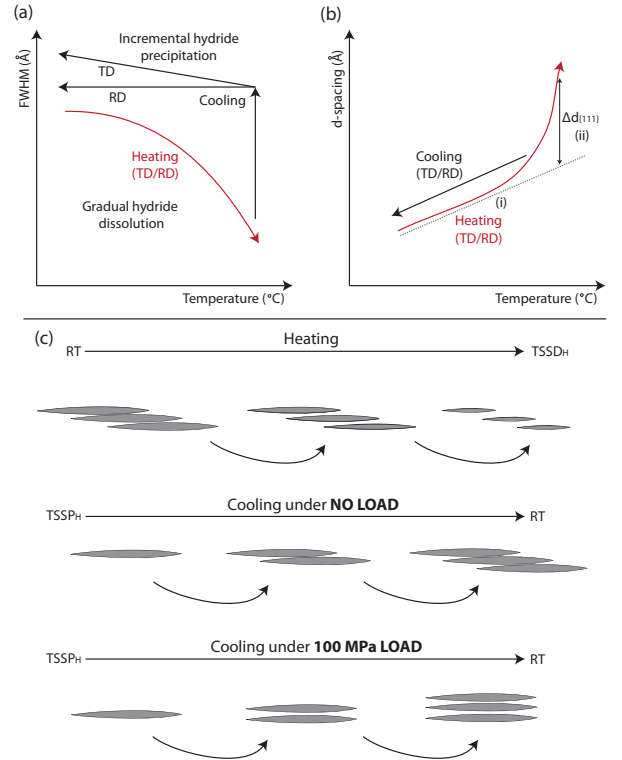 (a)
FWHM (Å)
Incremental hydride
precipitation
TD
RD
Cooling
Heating
(TD/RD)
Gradual hydride
dissolution
Temperature (°C)
(b)
d-spacing (Å)
Δd{111}
(ii)
Cooling
(TD/RD)
(i)
Heating
(TD/RD)
Temperature (°C)
(c)
Heating
RT
TSSDH
Cooling under NO LOAD
TSSPH
RT
Cooling under 100 MPa LOAD
TSSPH
RT